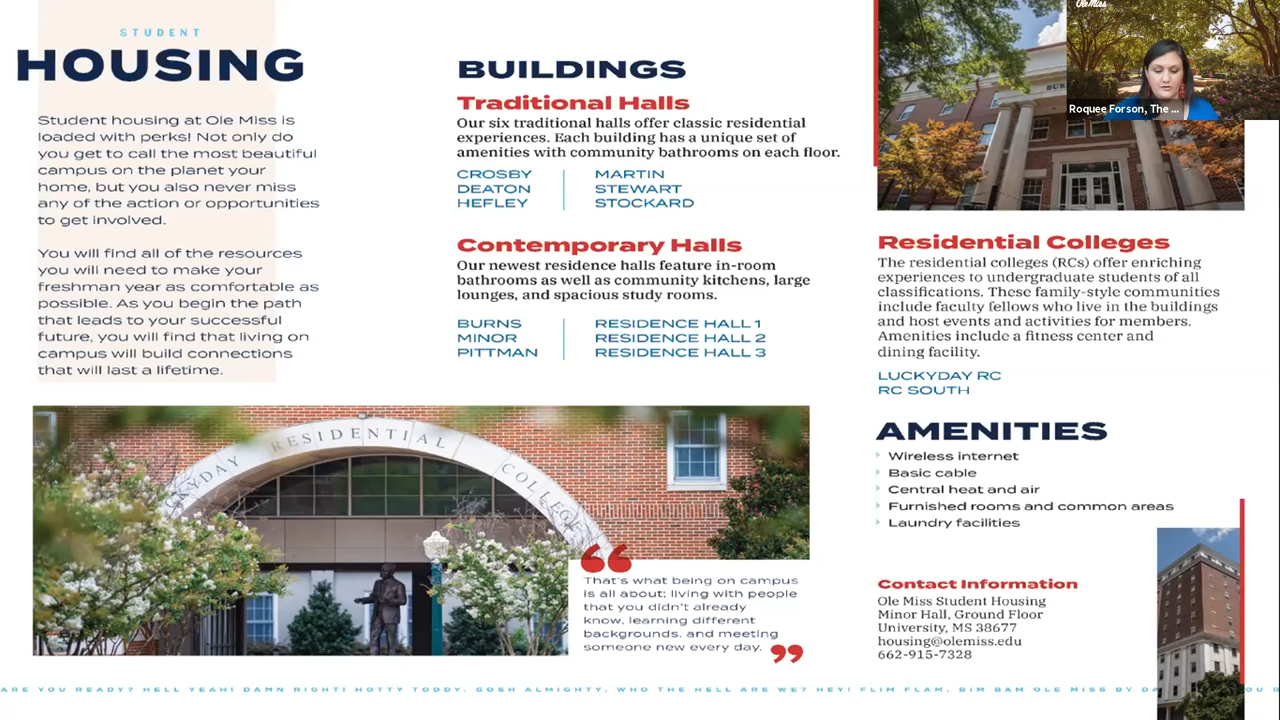 STUDENT
HOUSING
Student housing at Ole Miss is
loaded with perks! Not only do
you get to call the most beautiful
campus on the planet your
home, but you also never miss
any of the action or opportunities
to get involved.
You will find all of the resources
you will need to make your
freshman year as comfortable as
possible. As you begin the path
that leads to your successful
future, you will find that living on
campus will build connections
that will last a lifetime.
BUILDINGS
Traditional Halls
Our six traditional halls offer classic residential
experiences. Each building has a unique set of
amenities with community bathrooms on each floor.
CROSBY
DEATON
HEFLEY
MARTIN
STEWART
STOCKARD
Contemporary Halls
Our newest residence halls feature in-room
bathrooms as well as community kitchens, large
lounges, and spacious study rooms.
BURNS
MINOR
PITTMAN
RESIDENCE HALL 1
RESIDENCE HALL 2
RESIDENCE HALL 3
Ole Miss
Roquee Forson, The ...
Residential Colleges
The residential colleges (RCs) offer enriching
experiences to undergraduate students of all
classifications. These family-style communities
include faculty fellows who live in the buildings
and host events and activities for members.
Amenities include a fitness center and
dining facility.
LUCKYDAY RC
RC SOUTH
AMENITIES
Wireless internet
Basic cable
Central heat and air
Furnished rooms and common areas
Laundry facilities
Contact Information
Ole Miss Student Housing
Minor Hall, Ground Floor
University, MS 38677
housing@olemiss.edu
662-915-7328
KYDAY RESIDENTIAL COLLEGE
“
That's what being on campus
is all about: living with people
that you didn't already
know, learning different
backgrounds, and meeting
someone new every day.
”
ARE YOU READY? HELL YEAH! DAMN RIGHT! HOTTY TODDY, GOSH ALMIGHTY, WHO THE HELL ARE WE? HEY! FLIM FLAM, BIM BAM OLE MISS BY DA